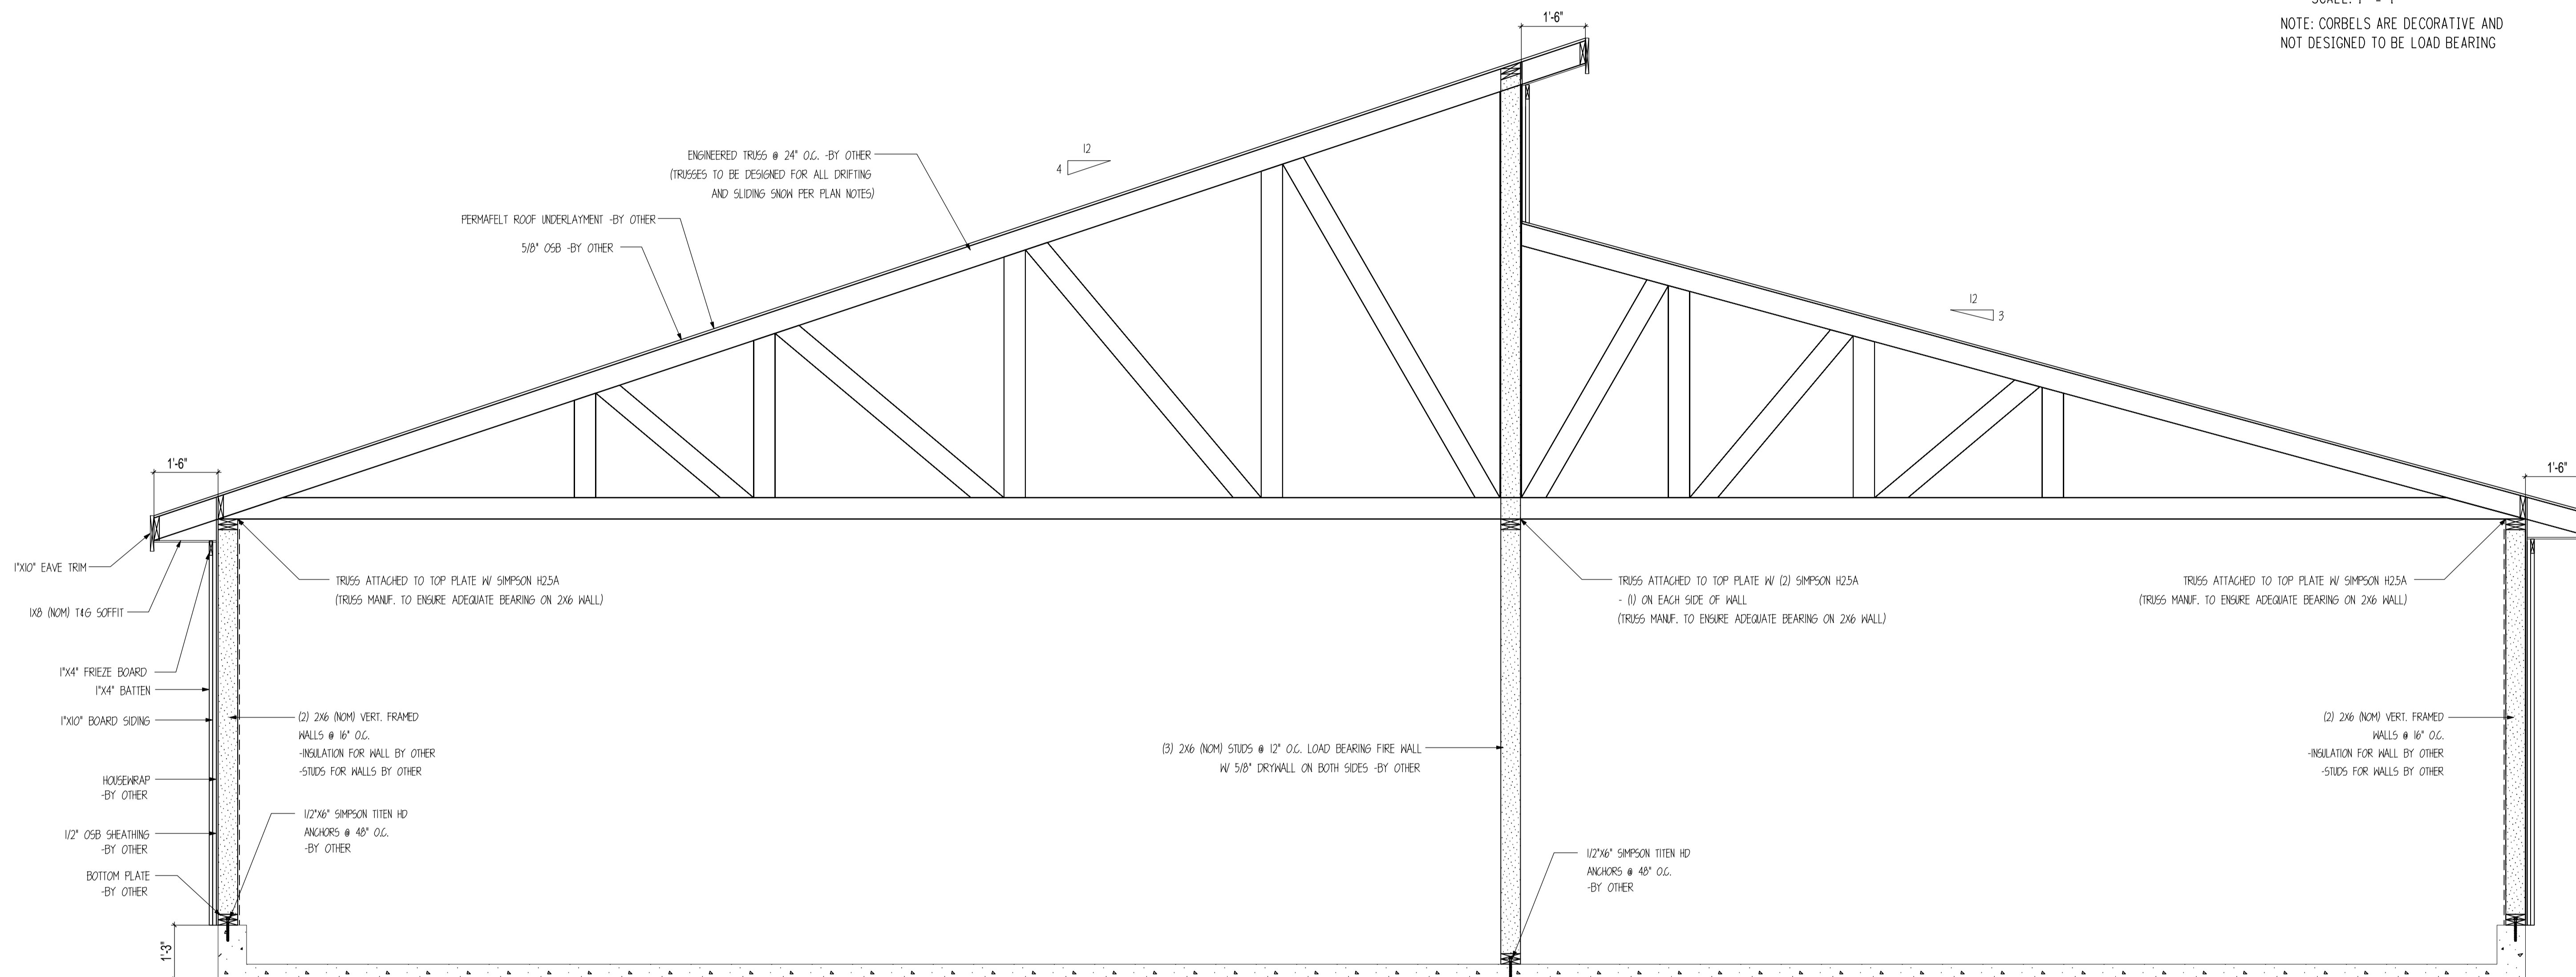 NOTE: CORBELS ARE DECORATIVE AND
NOT DESIGNED TO BE LOAD BEARING
1'-6"
ENGINEERED TRUSS @ 24" O.C. -BY OTHER
(TRUSSES TO BE DESIGNED FOR ALL DRIFTING
AND SLIDING SNOW PER PLAN NOTES)
12
4
PERMAFELT ROOF UNDERLAYMENT -BY OTHER
5/8" OSB -BY OTHER
12
3
1'-6"
1'-6"
1"X10" EAVE TRIM
1X8 (NOM) T&G SOFFIT
1"X4" FRIEZE BOARD
1"X4" BATTEN
1"X10" BOARD SIDING
HOUSEWRAP
-BY OTHER
1/2" OSB SHEATHING
-BY OTHER
BOTTOM PLATE
-BY OTHER
1'-3"
TRUSS ATTACHED TO TOP PLATE W/ SIMPSON H2.5A
(TRUSS MANUF. TO ENSURE ADEQUATE BEARING ON 2X6 WALL)
(2) 2X6 (NOM) VERT. FRAMED
WALLS @ 16" O.C.
-INSULATION FOR WALL BY OTHER
-STUDS FOR WALLS BY OTHER
1/2"X6" SIMPSON TITEN HD
ANCHORS @ 48" O.C.
-BY OTHER
TRUSS ATTACHED TO TOP PLATE W/ (2) SIMPSON H2.5A
- (1) ON EACH SIDE OF WALL
(TRUSS MANUF. TO ENSURE ADEQUATE BEARING ON 2X6 WALL)
(3) 2X6 (NOM) STUDS @ 12" O.C. LOAD BEARING FIRE WALL
W/ 5/8" DRYWALL ON BOTH SIDES -BY OTHER
1/2"X6" SIMPSON TITEN HD
ANCHORS @ 48" O.C.
-BY OTHER
TRUSS ATTACHED TO TOP PLATE W/ SIMPSON H2.5A
(TRUSS MANUF. TO ENSURE ADEQUATE BEARING ON 2X6 WALL)
(2) 2X6 (NOM) VERT. FRAMED
WALLS @ 16" O.C.
-INSULATION FOR WALL BY OTHER
-STUDS FOR WALLS BY OTHER